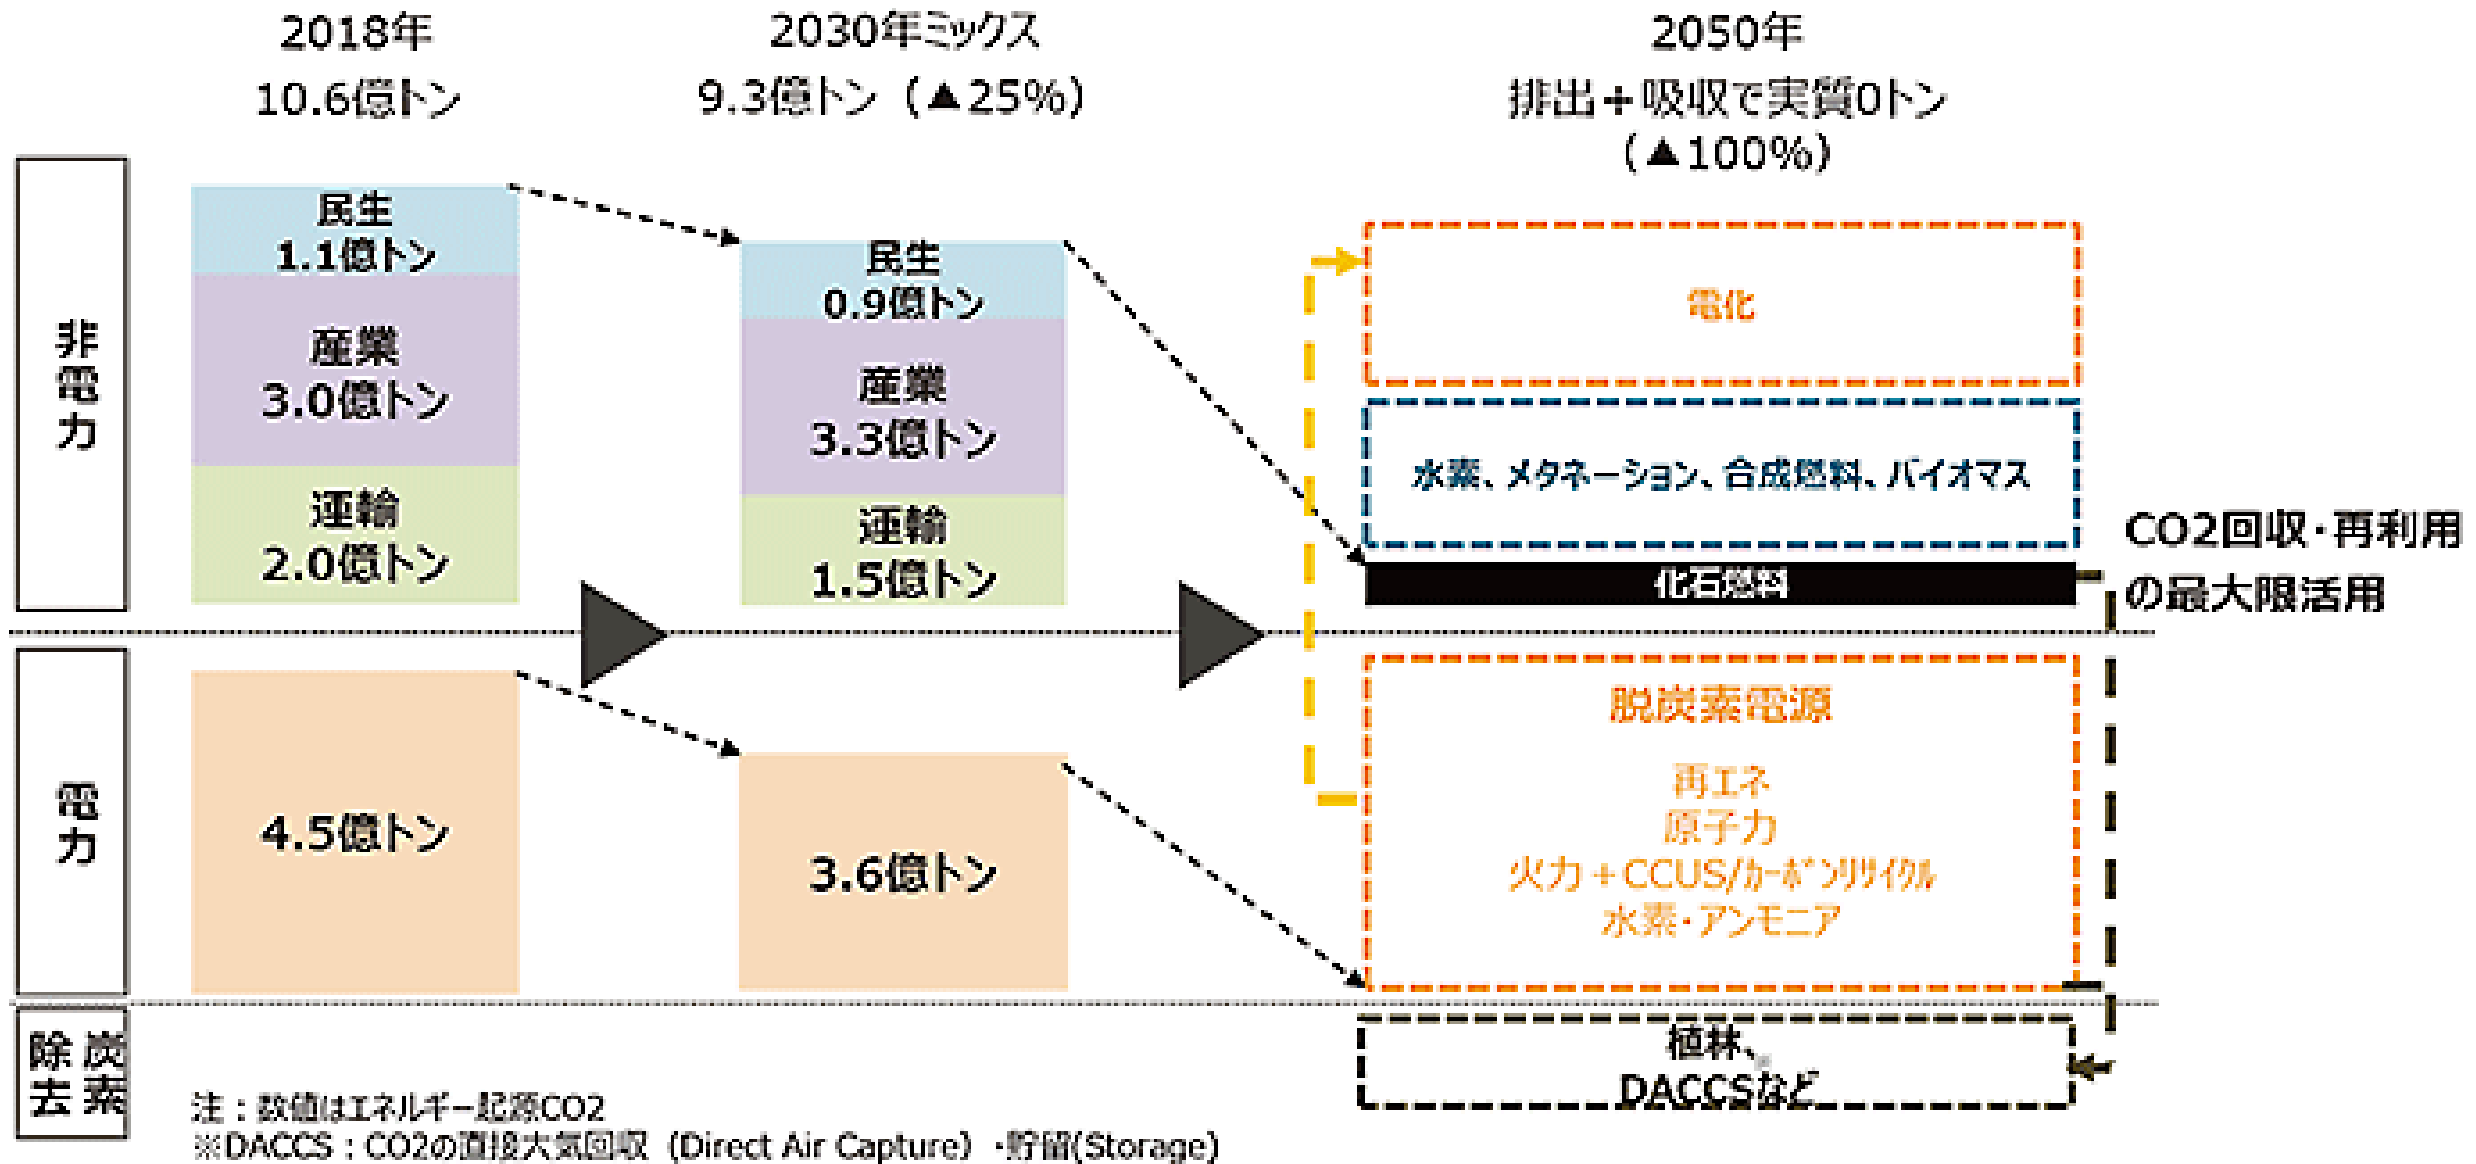 2018年
10.6億トン
2030年ミックス
9.3億トン（▲25%）
2050年
排出＋吸収で実質0トン
（▲100%）
非電力
民生
1.1億トン
産業
3.0億トン
運輸
2.0億トン
民生
0.9億トン
産業
3.3億トン
運輸
1.5億トン
電化
水素、メタネーション、合成燃料、バイオマス
化石燃料
CO2回収・再利用
の最大限活用
電力
4.5億トン
3.6億トン
脱炭素電源
再エネ
原子力
火力＋CCUS/ｶｰﾎﾞﾝﾘｻｲｸﾙ
水素・アンモニア
炭素除去
植林、
DACCSなど
注：数値はエネルギー起源CO2
※DACCS：CO2の直接大気回収（Direct Air Capture）・貯留(Storage)